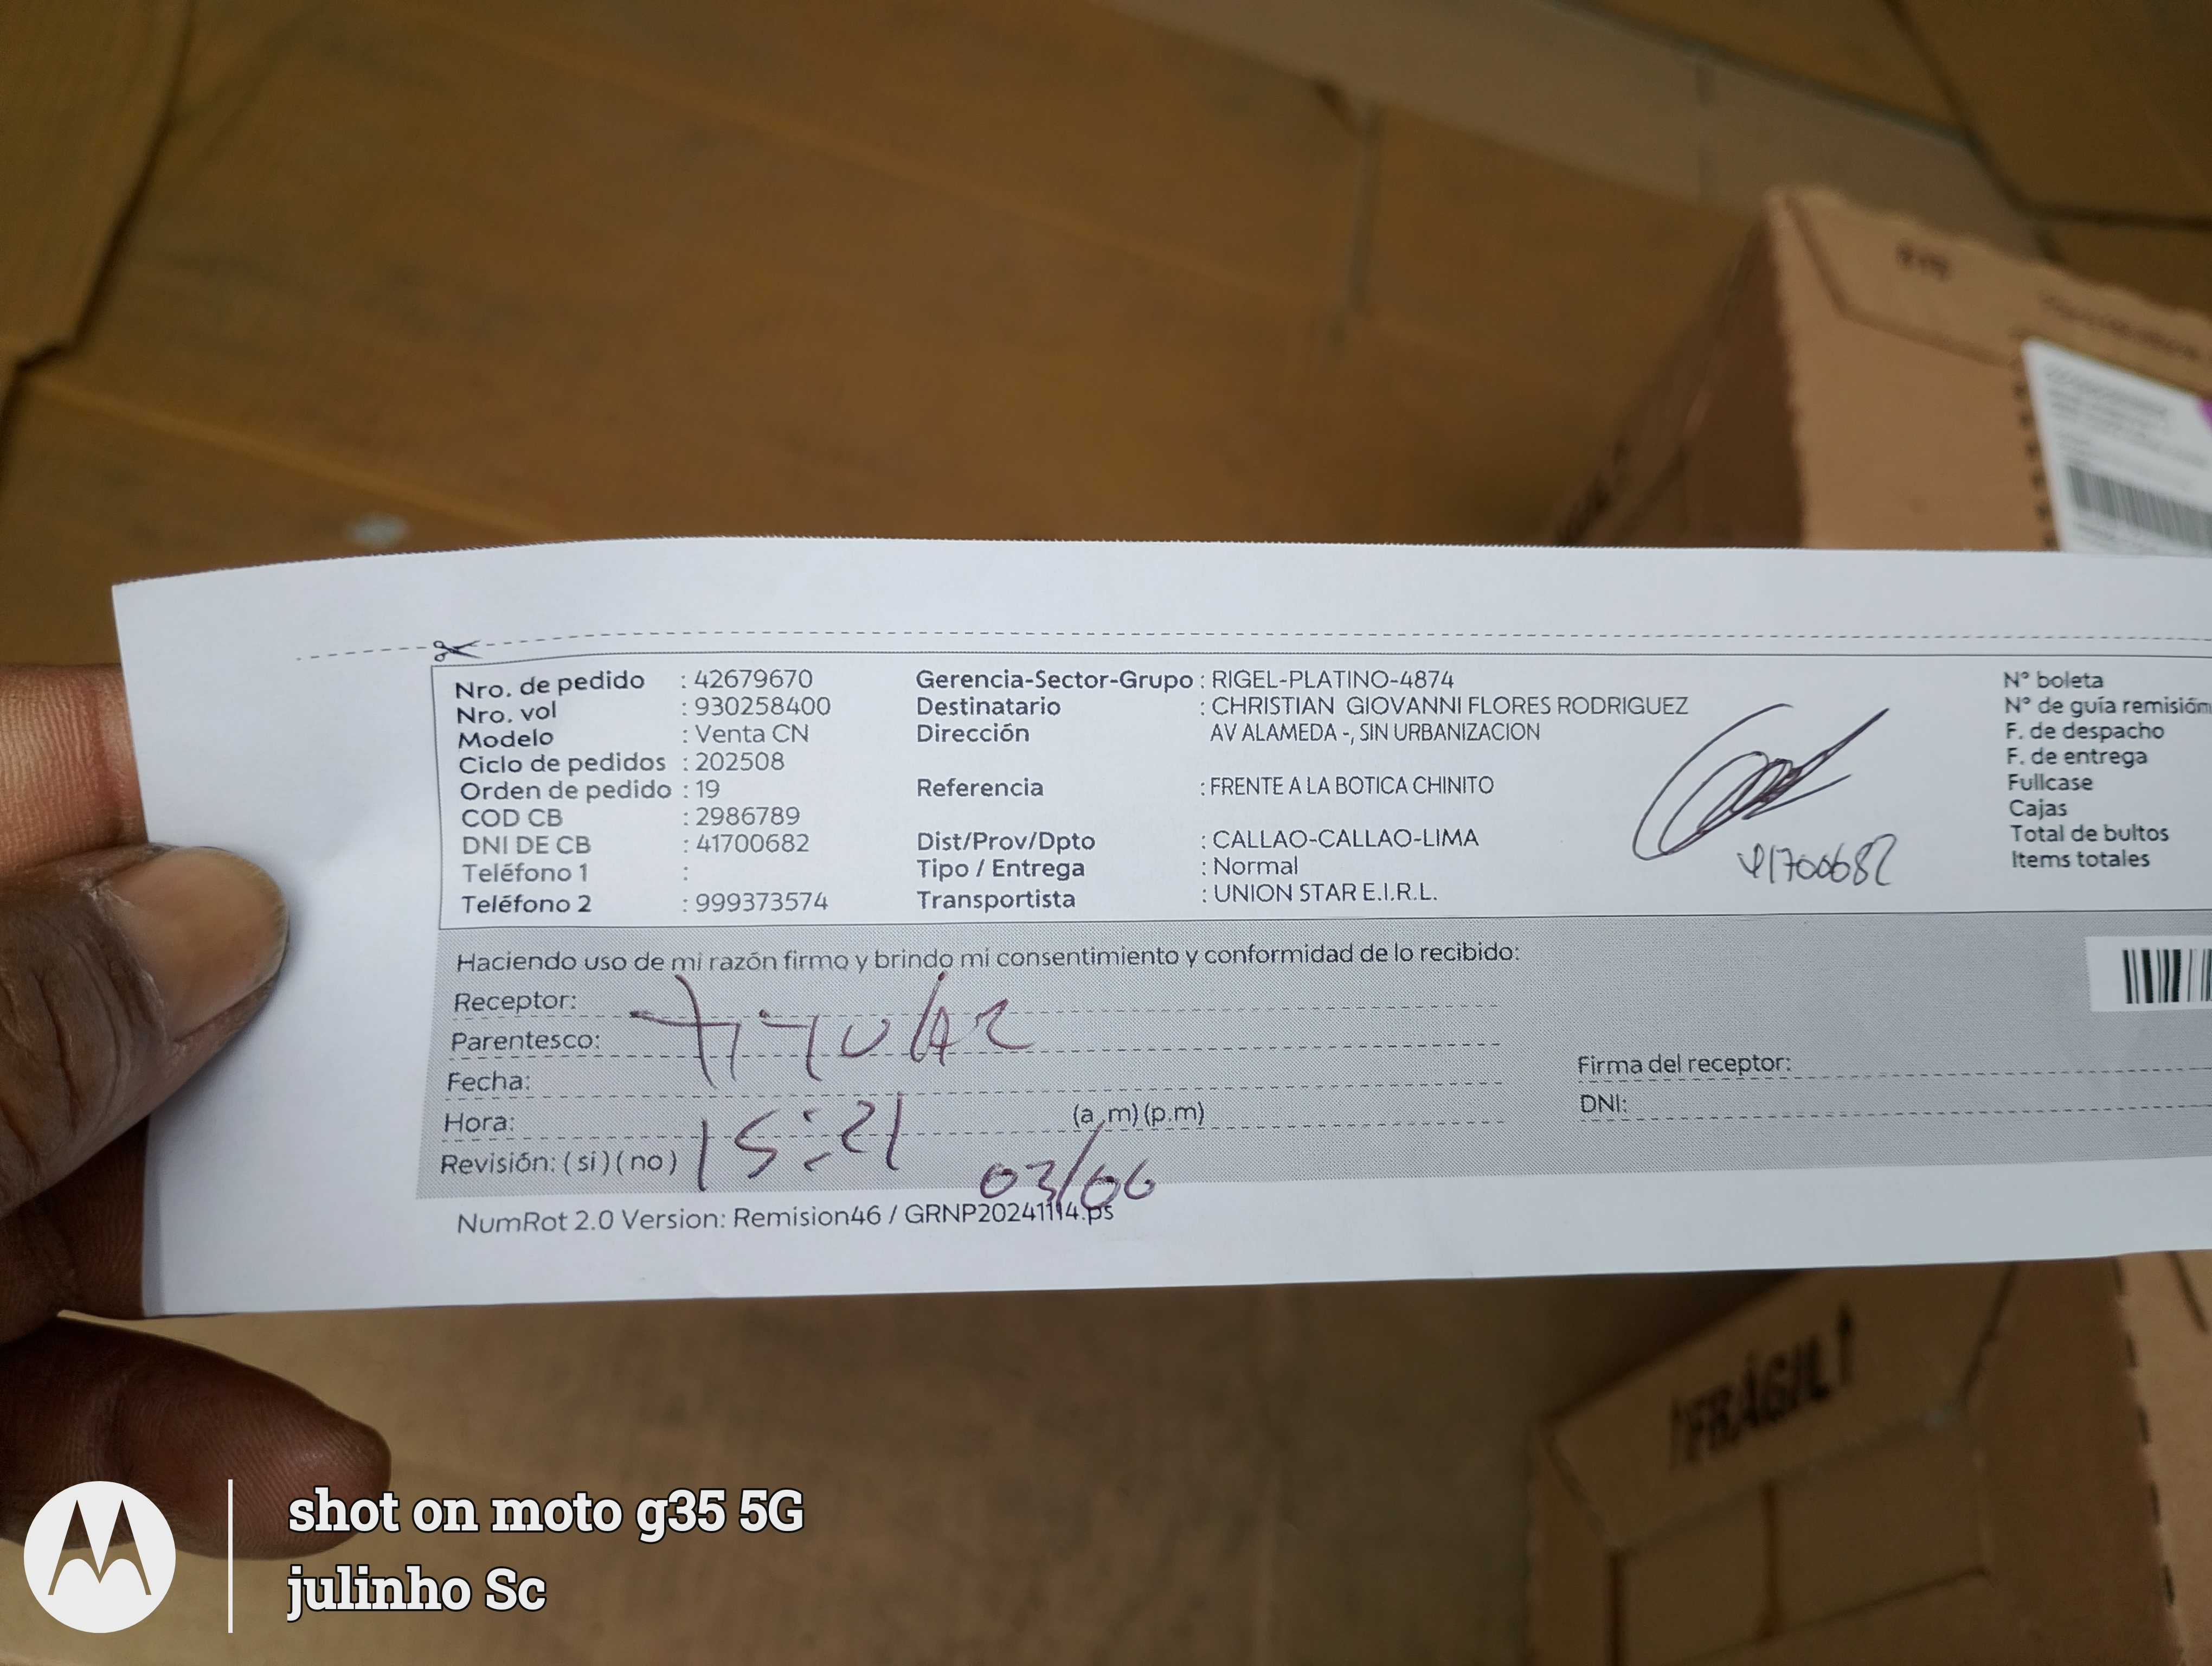 Nro. de pedido : 42679670
Nro. vol : 930258400
Modelo : Venta CN
Ciclo de pedidos : 202508
Orden de pedido : 19
COD CB : 2986789
DNI DE CB : 41700682
Teléfono 1 :
Teléfono 2 : 999373574
Gerencia-Sector-Grupo : RIGEL-PLATINO-4874
Destinatario : CHRISTIAN GIOVANNI FLORES RODRIGUEZ
Dirección AV ALAMEDA -, SIN URBANIZACION
Referencia : FRENTE A LA BOTICA CHINITO
Dist/Prov/Dpto : CALLAO-CALLAO-LIMA
Tipo / Entrega : Normal
Transportista : UNION STAR E.I.R.L.
41700682
N° boleta
N° de guía remisión
F. de despacho
F. de entrega
Fullcase
Cajas
Total de bultos
Items totales
Haciendo uso de mi razón firmo y brindo mi consentimiento y conformidad de lo recibido:
Receptor:
Parentesco: titular
Fecha:
Hora: 15:21 (a.m) (p.m)
Revisión: ( si ) ( no )
03/06
Firma del receptor:
DNI:
NumRot 2.0 Version: Remision46 / GRNP20241114.ps
FRÁGIL
shot on moto g35 5G
julinho Sc